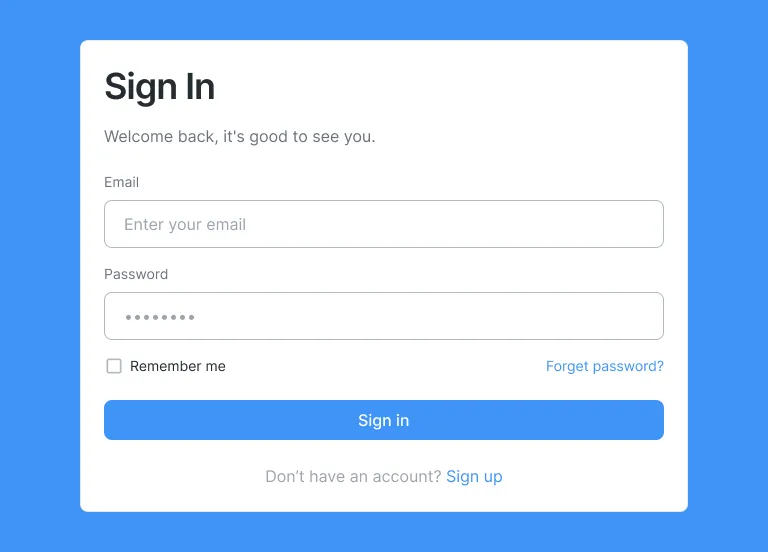 Sign In
Welcome back, it's good to see you.
Email
Enter your email
Password
••••••••
Remember me
Forget password?
Sign in
Don’t have an account? Sign up